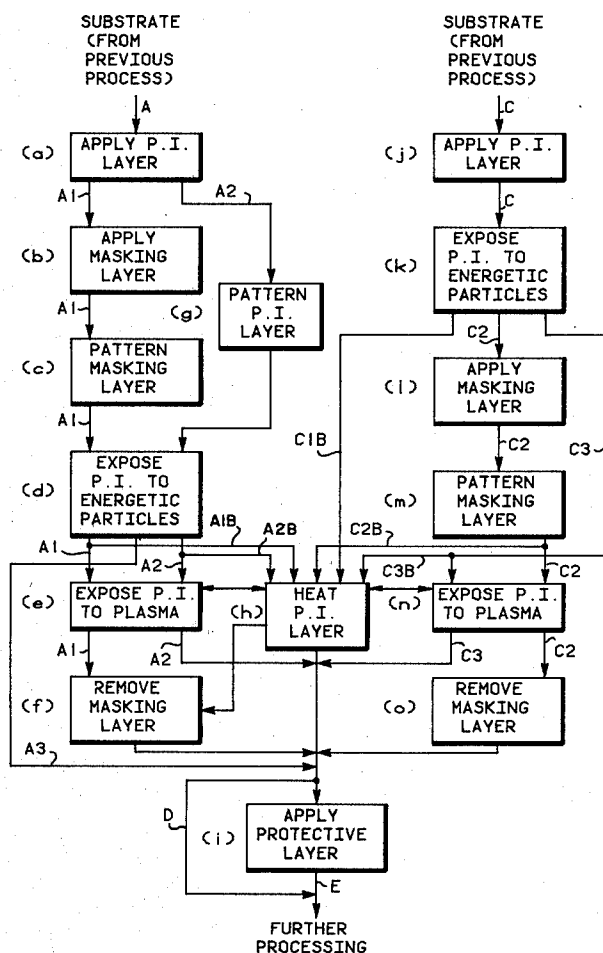 SUBSTRATE
(FROM
PREVIOUS
PROCESS)
A
(a)
APPLY P.I.
LAYER
A1
A2
(b)
APPLY
MASKING
LAYER
(g)
PATTERN
P.I.
LAYER
A1
(c)
PATTERN
MASKING
LAYER
A1
(d)
EXPOSE
P.I. TO
ENERGETIC
PARTICLES
A1
A2
A1B
A2B
(e)
EXPOSE P.I.
TO PLASMA
(h)
HEAT
P.I.
LAYER
A1
A2
(f)
REMOVE
MASKING
LAYER
A3
SUBSTRATE
(FROM
PREVIOUS
PROCESS)
C
(j)
APPLY P.I.
LAYER
C
(k)
EXPOSE
P.I. TO
ENERGETIC
PARTICLES
C2
C1B
C3
(l)
APPLY
MASKING
LAYER
C2
(m)
PATTERN
MASKING
LAYER
C2B
C3B
C2
(n)
EXPOSE P.I.
TO PLASMA
C3
C2
(o)
REMOVE
MASKING
LAYER
D
(i)
APPLY
PROTECTIVE
LAYER
E
FURTHER
PROCESSING